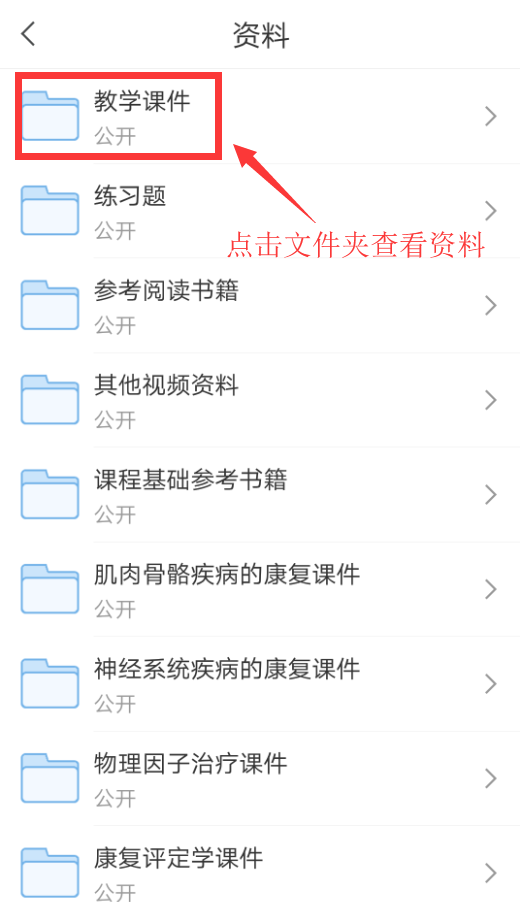 资料
教学课件
公开
练习题
公开
点击文件夹查看资料
参考阅读书籍
公开
其他视频资料
公开
课程基础参考书籍
公开
肌肉骨骼疾病的康复课件
公开
神经系统疾病的康复课件
公开
物理因子治疗课件
公开
康复评定学课件
公开